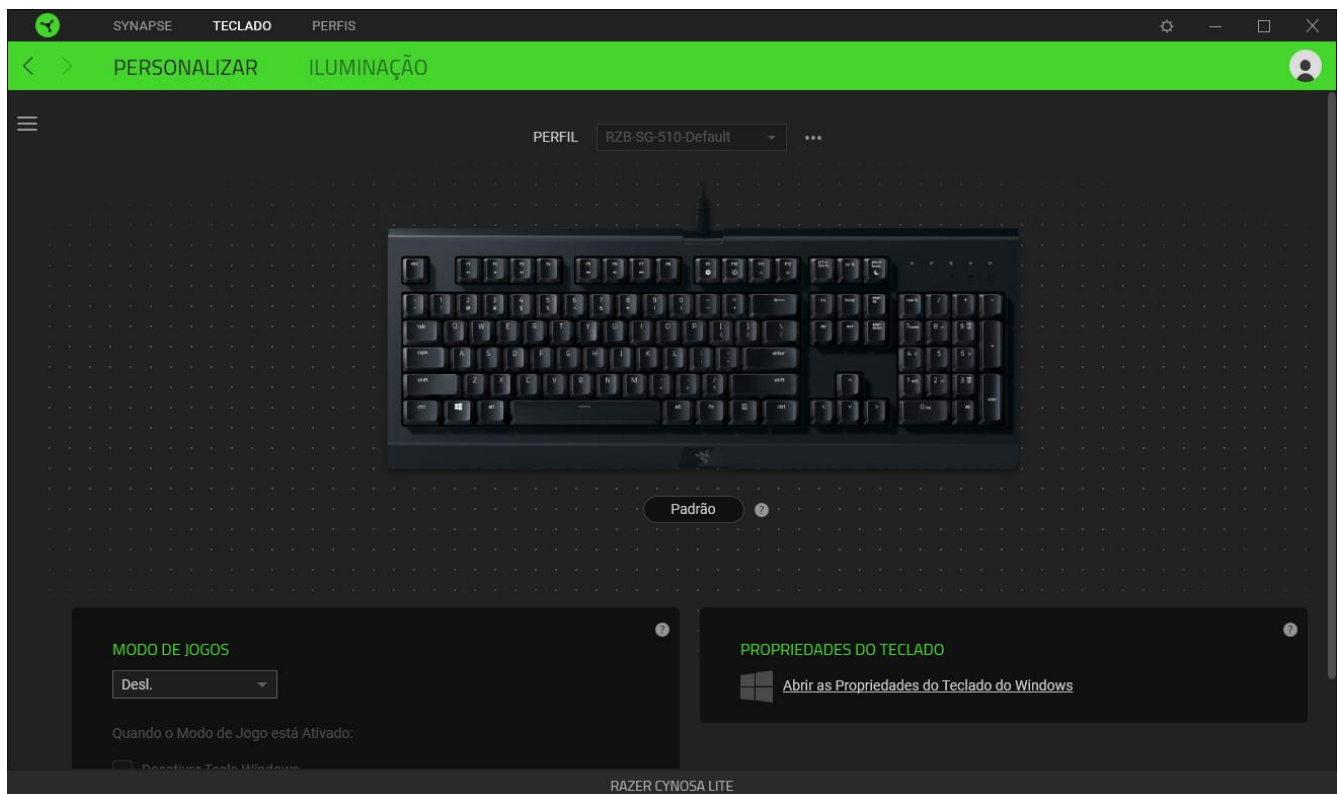 SYNAPSE TECLADO PERFIS
PERSONALIZAR ILUMINAÇÃO
PERFIL RZB-SG-510-Default
Padrão
MODO DE JOGOS
Desl.
Quando o Modo de Jogo está Ativado:
PROPRIEDADES DO TECLADO
Abrir as Propriedades do Teclado do Windows
RAZER CYNOSA LITE